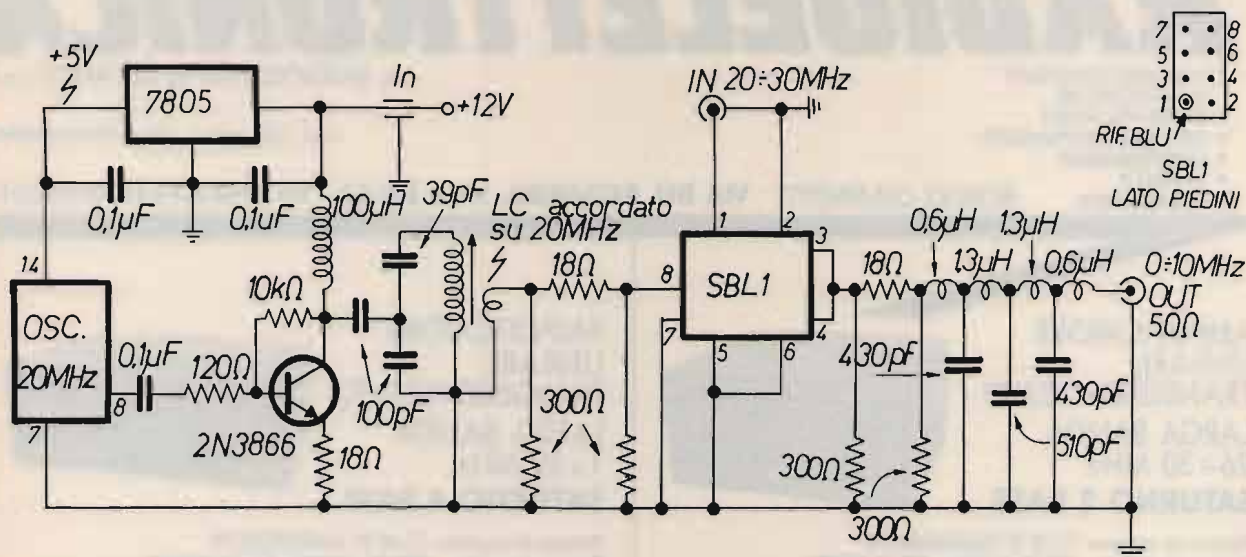 +5V
7805
In
+12V
0,1µF
0,1µF
100µH
39pF
LC accordato
su 20MHz
14
OSC.
20MHz
8
7
0,1µF
120Ω
10kΩ
2N3866
18Ω
100pF
18Ω
300Ω
IN 20÷30MHz
1
2
3
8
SBL1
7
4
5
6
18Ω
0,6µH
1,3µH
1,3µH
0,6µH
0÷10MHz
OUT
50Ω
430pF
430pF
510pF
300Ω
300Ω
7
8
5
6
3
4
1
2
RIF. BLU
SBL1
LATO PIEDINI